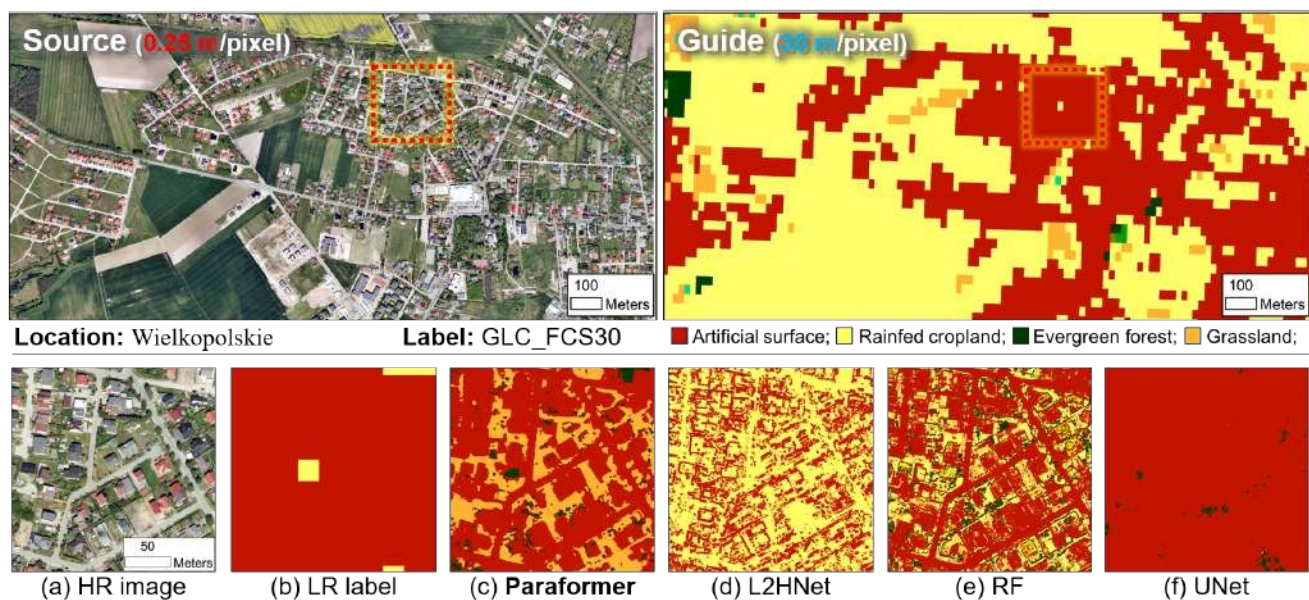 Source (0.25 m/pixel)
Guide (30 m/pixel)
100
Meters
100
Meters
Location: Wielkopolskie Label: GLC_FCS30
Artificial surface; Rainfed cropland; Evergreen forest; Grassland;
50
Meters
(a) HR image (b) LR label (c) Paraformer (d) L2HNet (e) RF (f) UNet